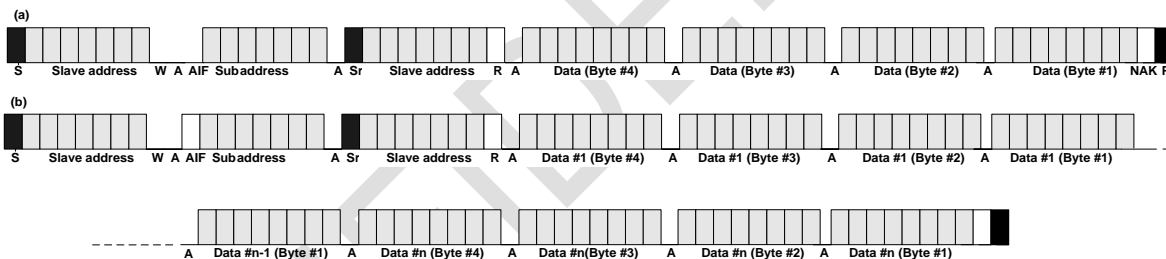 (a)
S Slave address W A AIF Subaddress A Sr Slave address R A Data (Byte #4) A Data (Byte #3) A Data (Byte #2) A Data (Byte #1) NAK P
(b)
S Slave address W A AIF Subaddress A Sr Slave address R A Data #1 (Byte #4) A Data #1 (Byte #3) A Data #1 (Byte #2) A Data #1 (Byte #1)
A Data #n-1 (Byte #1) A Data #n (Byte #4) A Data #n(Byte #3) A Data #n (Byte #2) A Data #n (Byte #1)